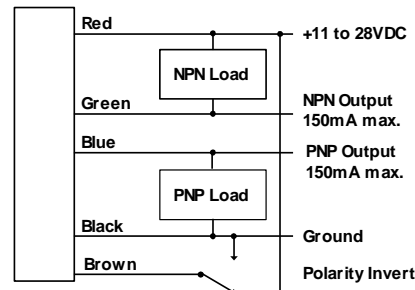 Red
+11 to 28VDC
NPN Load
Green
NPN Output
150mA max.
Blue
PNP Output
150mA max.
PNP Load
Black
Ground
Brown
Polarity Invert